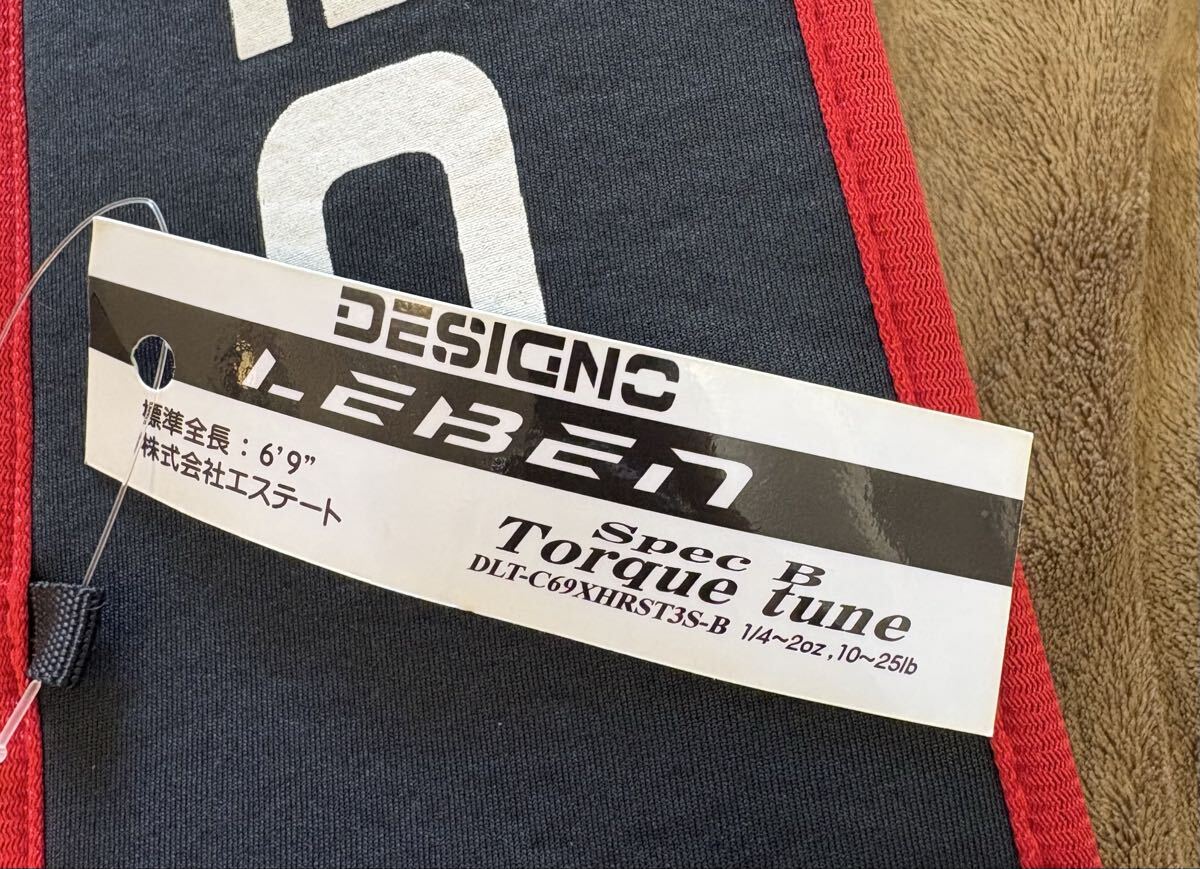 DESIGNO
LEBEN
標準全長：6'9”
株式会社エステート
Spec B
Torque tune
DLT-C69XHRST3S-B 1/4~2oz,10~25lb